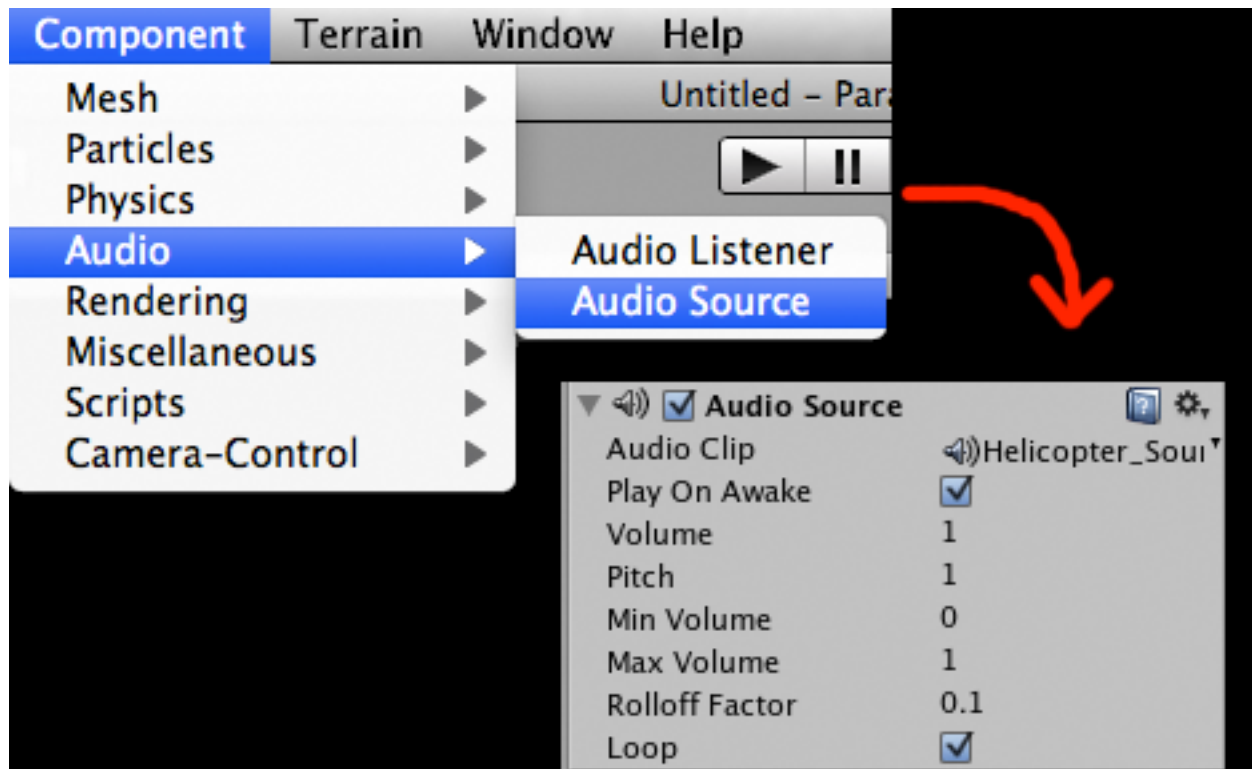 Component Terrain Window Help
Untitled – Para
Mesh
Particles
Physics
Audio
Audio Listener
Rendering
Audio Source
Miscellaneous
Scripts
Camera-Control
Audio Source
Audio Clip Helicopter_Sour
Play On Awake
Volume 1
Pitch 1
Min Volume 0
Max Volume 1
Rolloff Factor 0.1
Loop